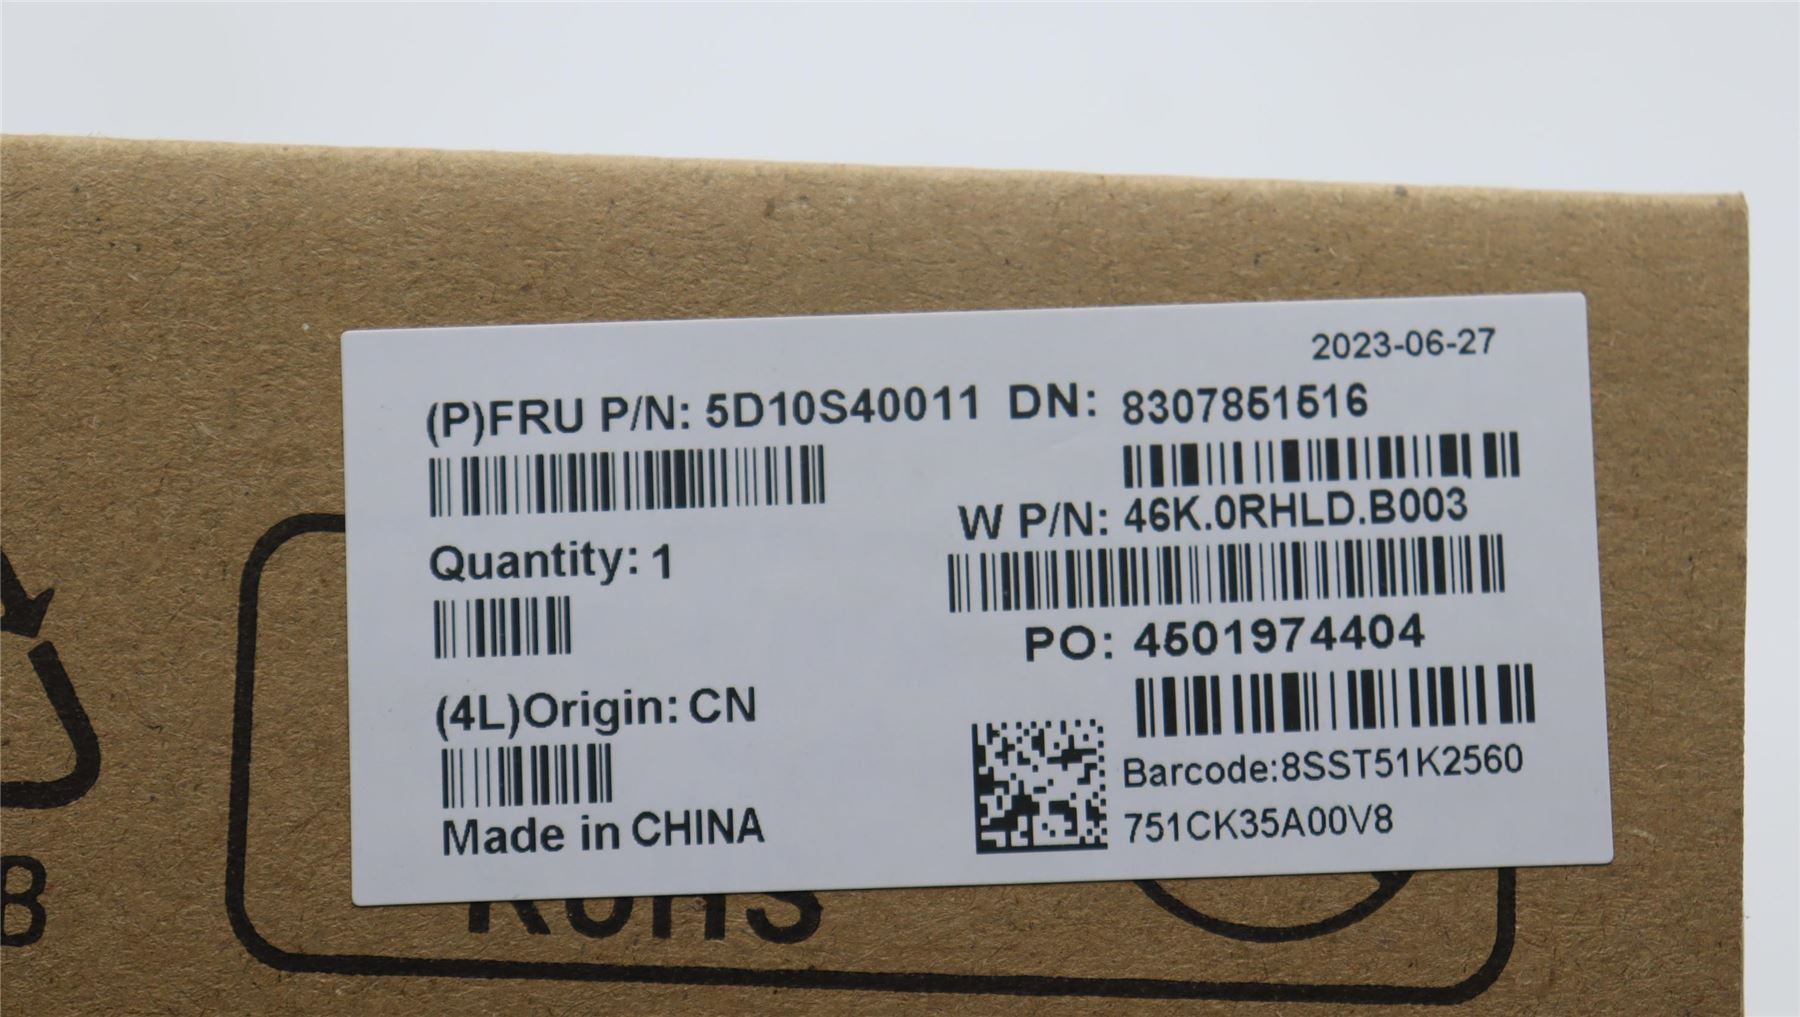 2023-06-27
(P)FRU P/N: 5D10S40011 DN: 8307851516
W P/N: 46K.0RHLD.B003
Quantity: 1
PO: 4501974404
(4L)Origin: CN
Barcode:8SST51K2560
751CK35A00V8
Made in CHINA
RoHS